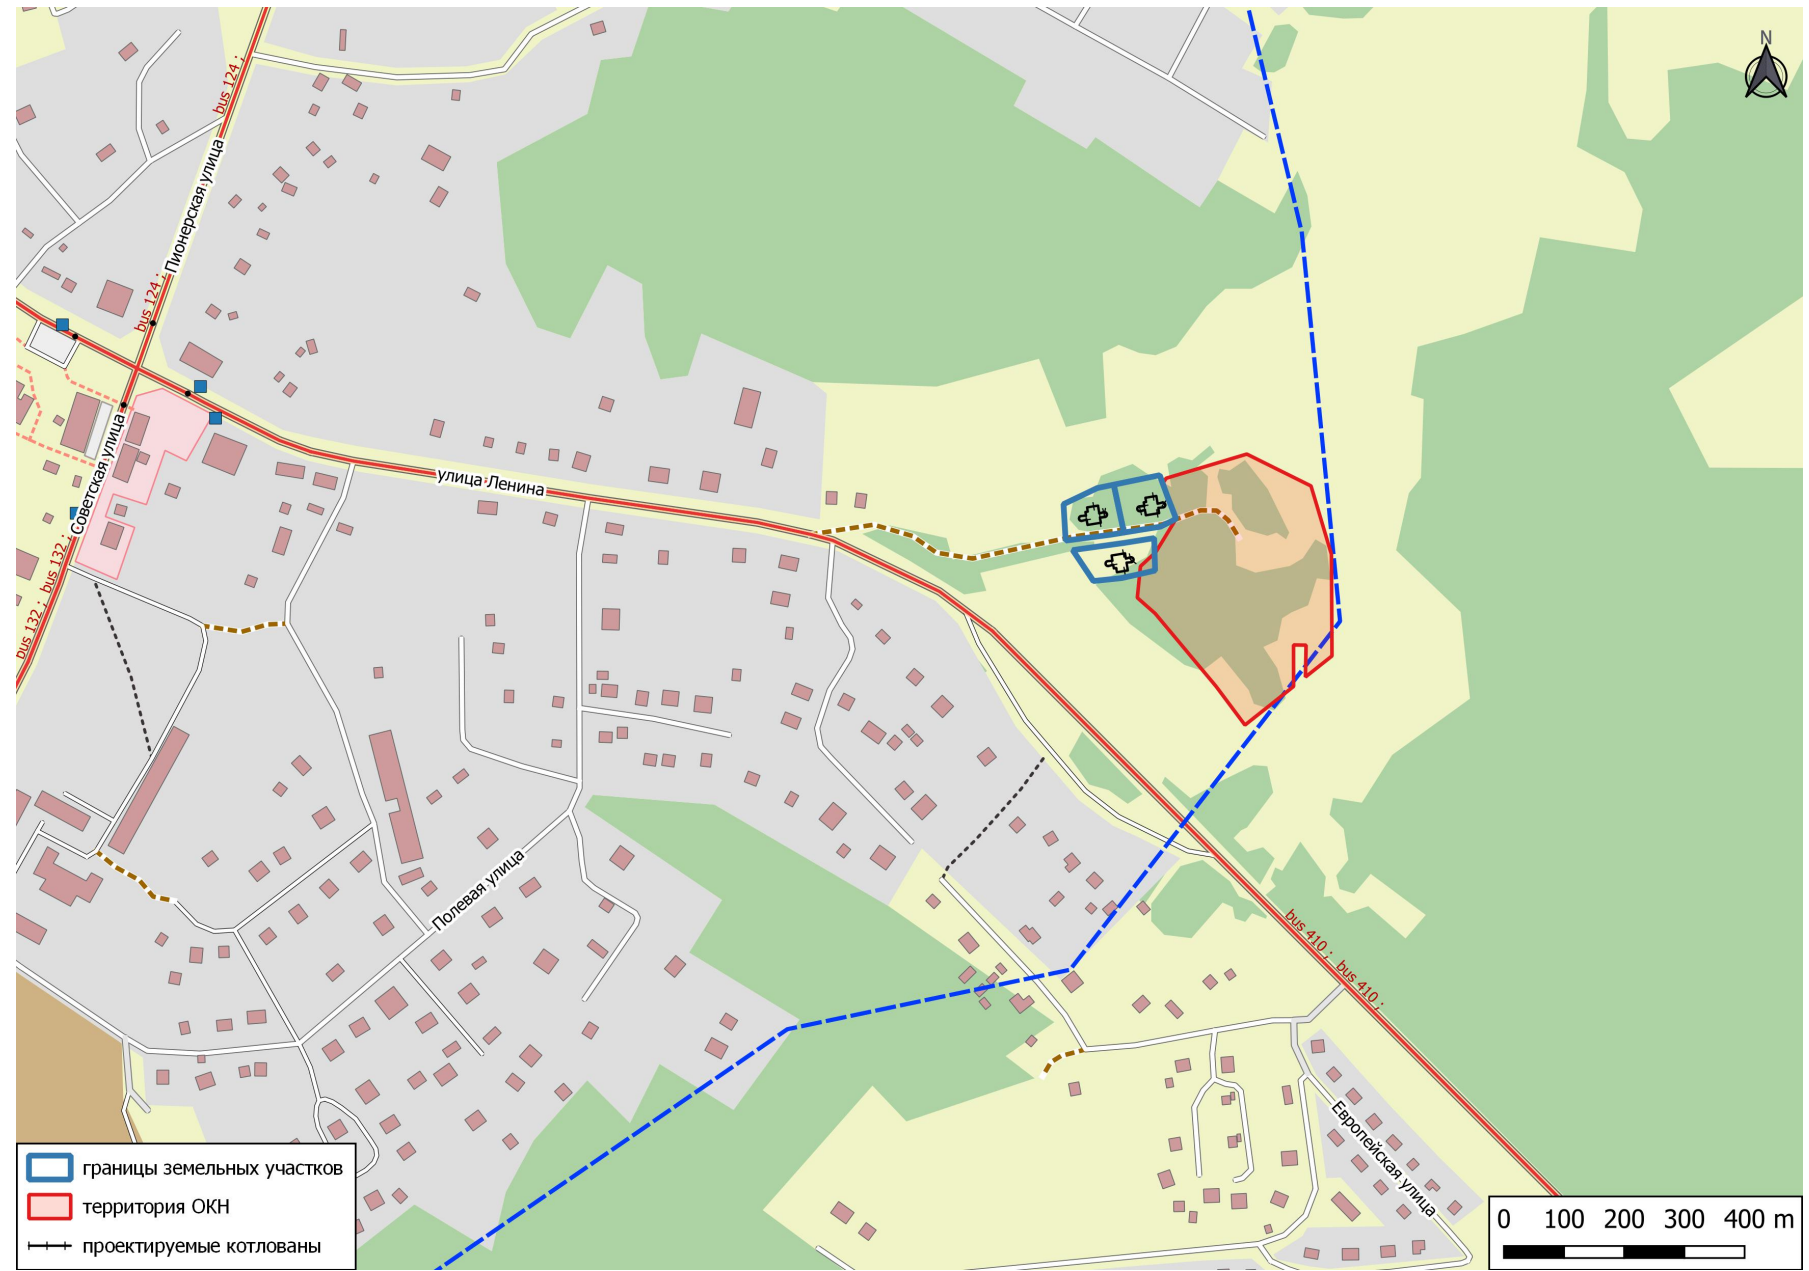 N
bus 124 ;
Пионерская улица
bus 124 ;
Советская улица
улица Ленина
bus 132 ;
bus 132 ;
Полевая улица
bus 410 ;
bus 410 ;
Европейская улица
границы земельных участков
территория ОКН
проектируемые котлованы
0 100 200 300 400 m